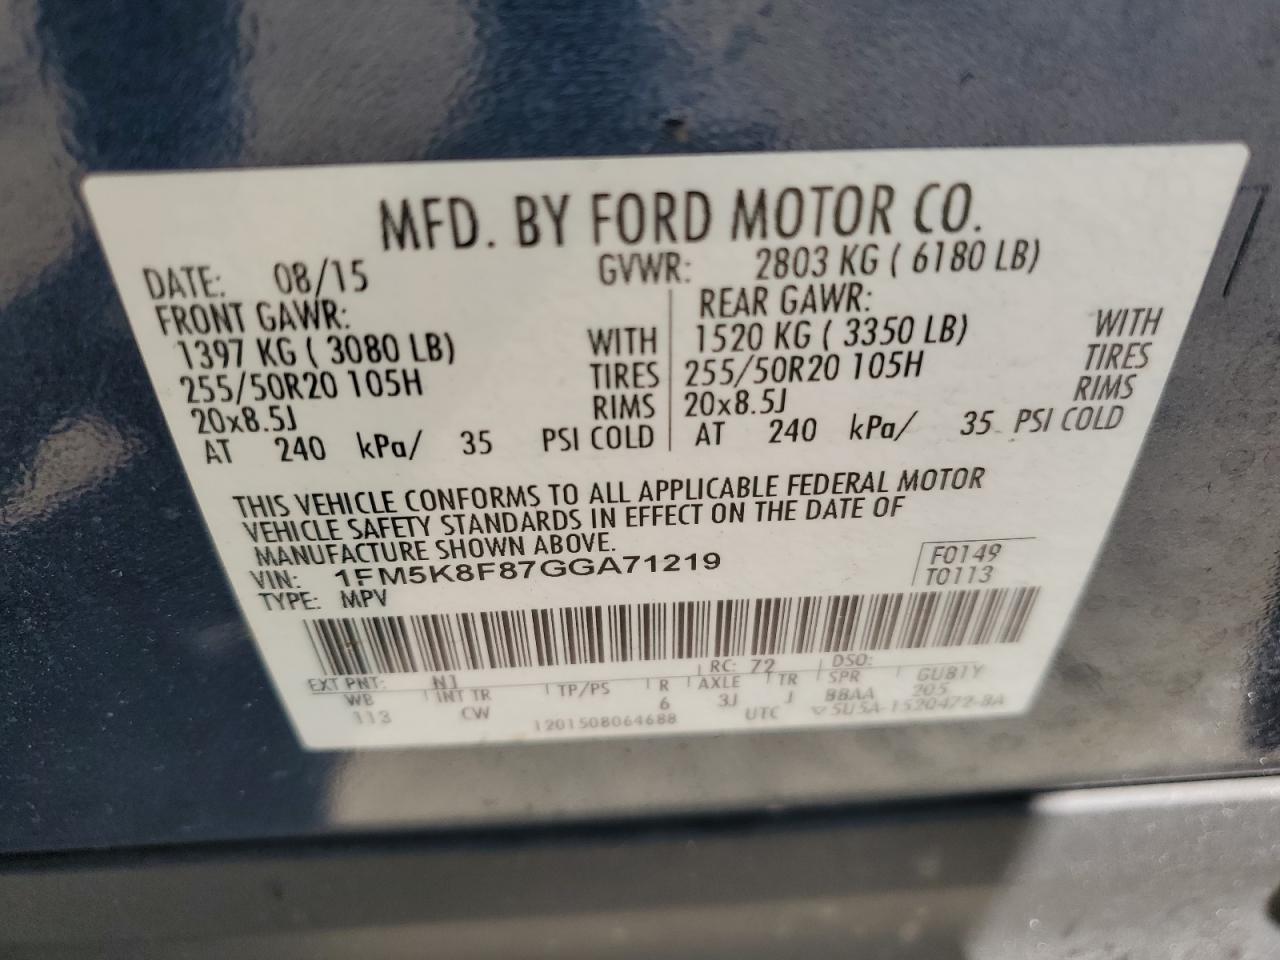 MFD. BY FORD MOTOR CO.
DATE: 08/15 GVWR: 2803 KG ( 6180 LB)
FRONT GAWR: REAR GAWR:
1397 KG ( 3080 LB) WITH 1520 KG ( 3350 LB) WITH
255/50R20 105H TIRES 255/50R20 105H TIRES
20x8.5J RIMS 20x8.5J RIMS
AT 240 kPa/ 35 PSI COLD AT 240 kPa/ 35 PSI COLD
THIS VEHICLE CONFORMS TO ALL APPLICABLE FEDERAL MOTOR
VEHICLE SAFETY STANDARDS IN EFFECT ON THE DATE OF
MANUFACTURE SHOWN ABOVE.
VIN: 1FM5K8F87GGA71219 F0149
TYPE: MPV T0113
EXT PNT: N1 RC: 72 DSO:
WB INT TR TP/PS R AXLE TR SPR GU81Y
113 CW 6 3J J BBAA 205
1201508064688 UTC 5U5A-1520472-BA